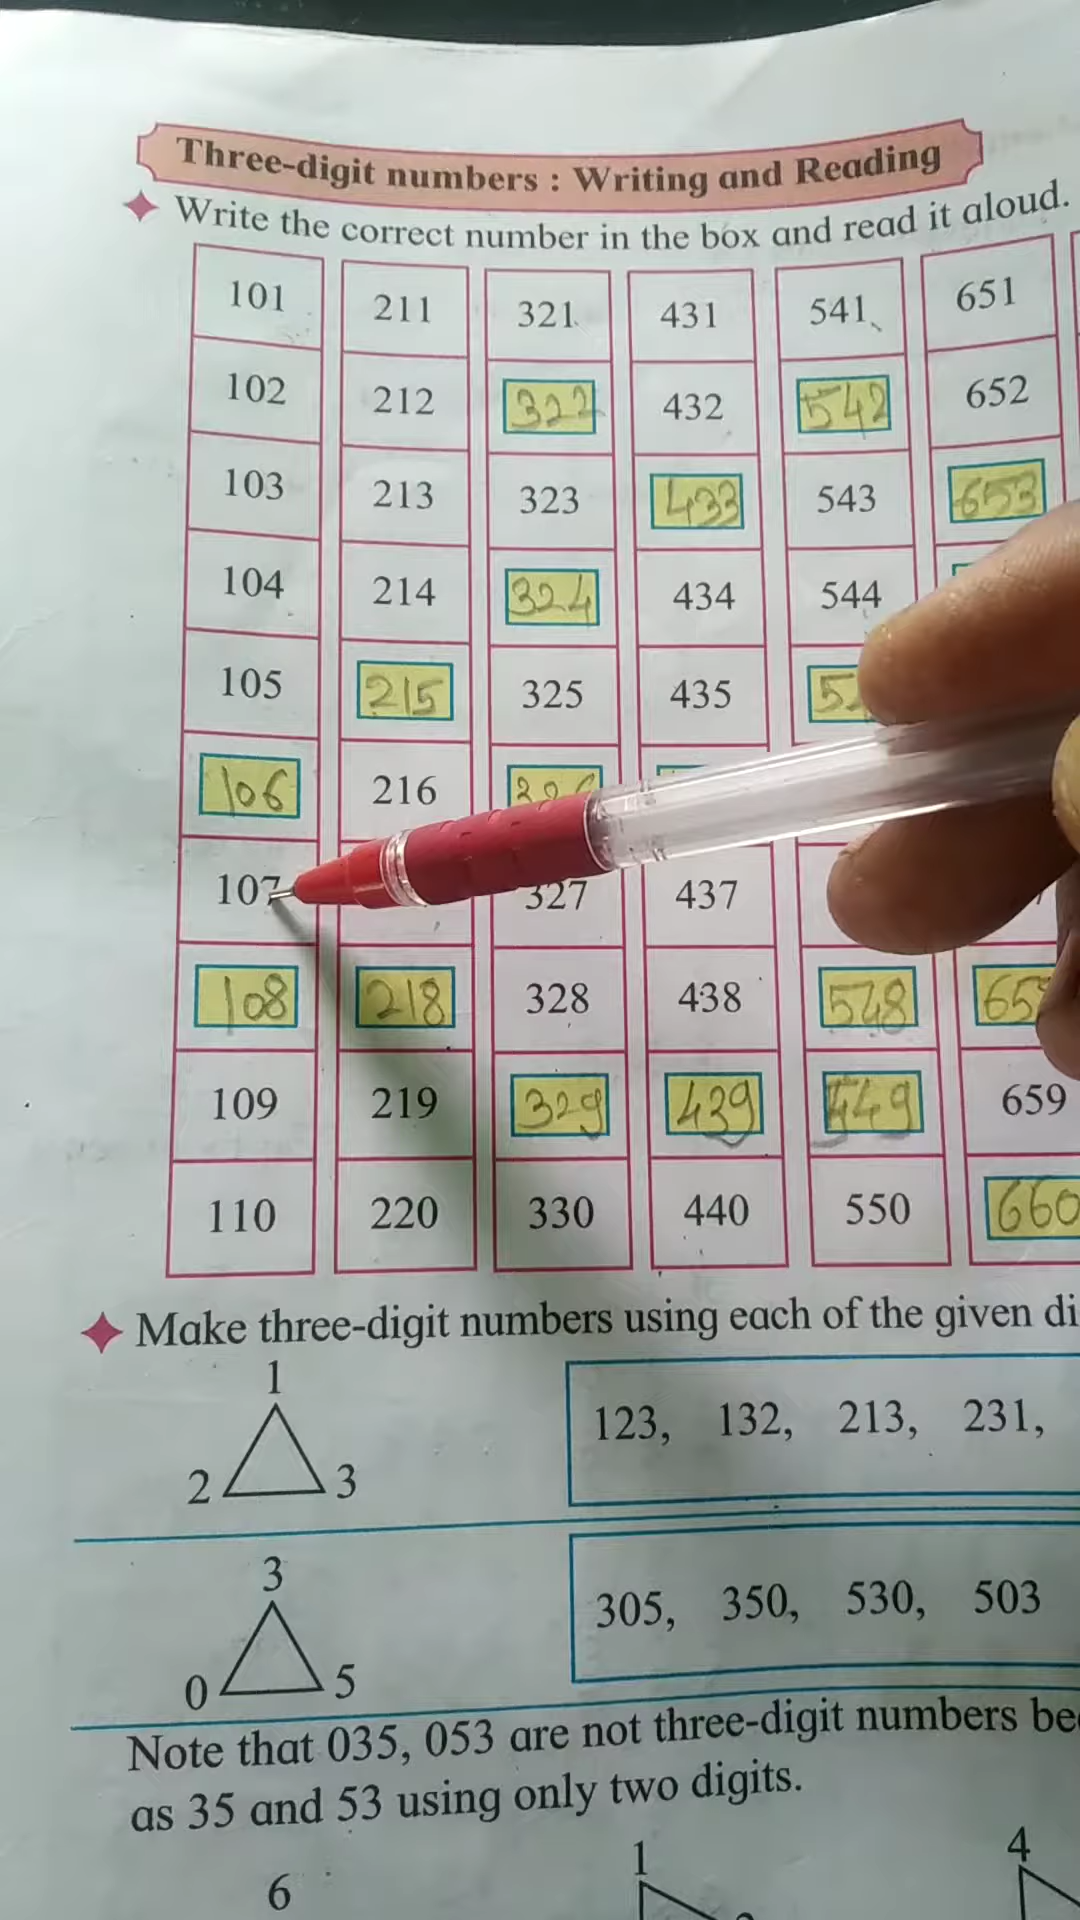 Three-digit numbers : Writing and Reading
Write the correct number in the box and read it aloud.
101 211 321 431 541 651
102 212 322 432 542 652
103 213 323 433 543 653
104 214 324 434 544
105 215 325 435
106 216
107 327 437
108 218 328 438 548
109 219 329 439 549 659
110 220 330 440 550 660
Make three-digit numbers using each of the given
1
2 3
123, 132, 213, 231,
3
0 5
305, 350, 530, 503
Note that 035, 053 are not three-digit numbers
as 35 and 53 using only two digits.
6 1 4